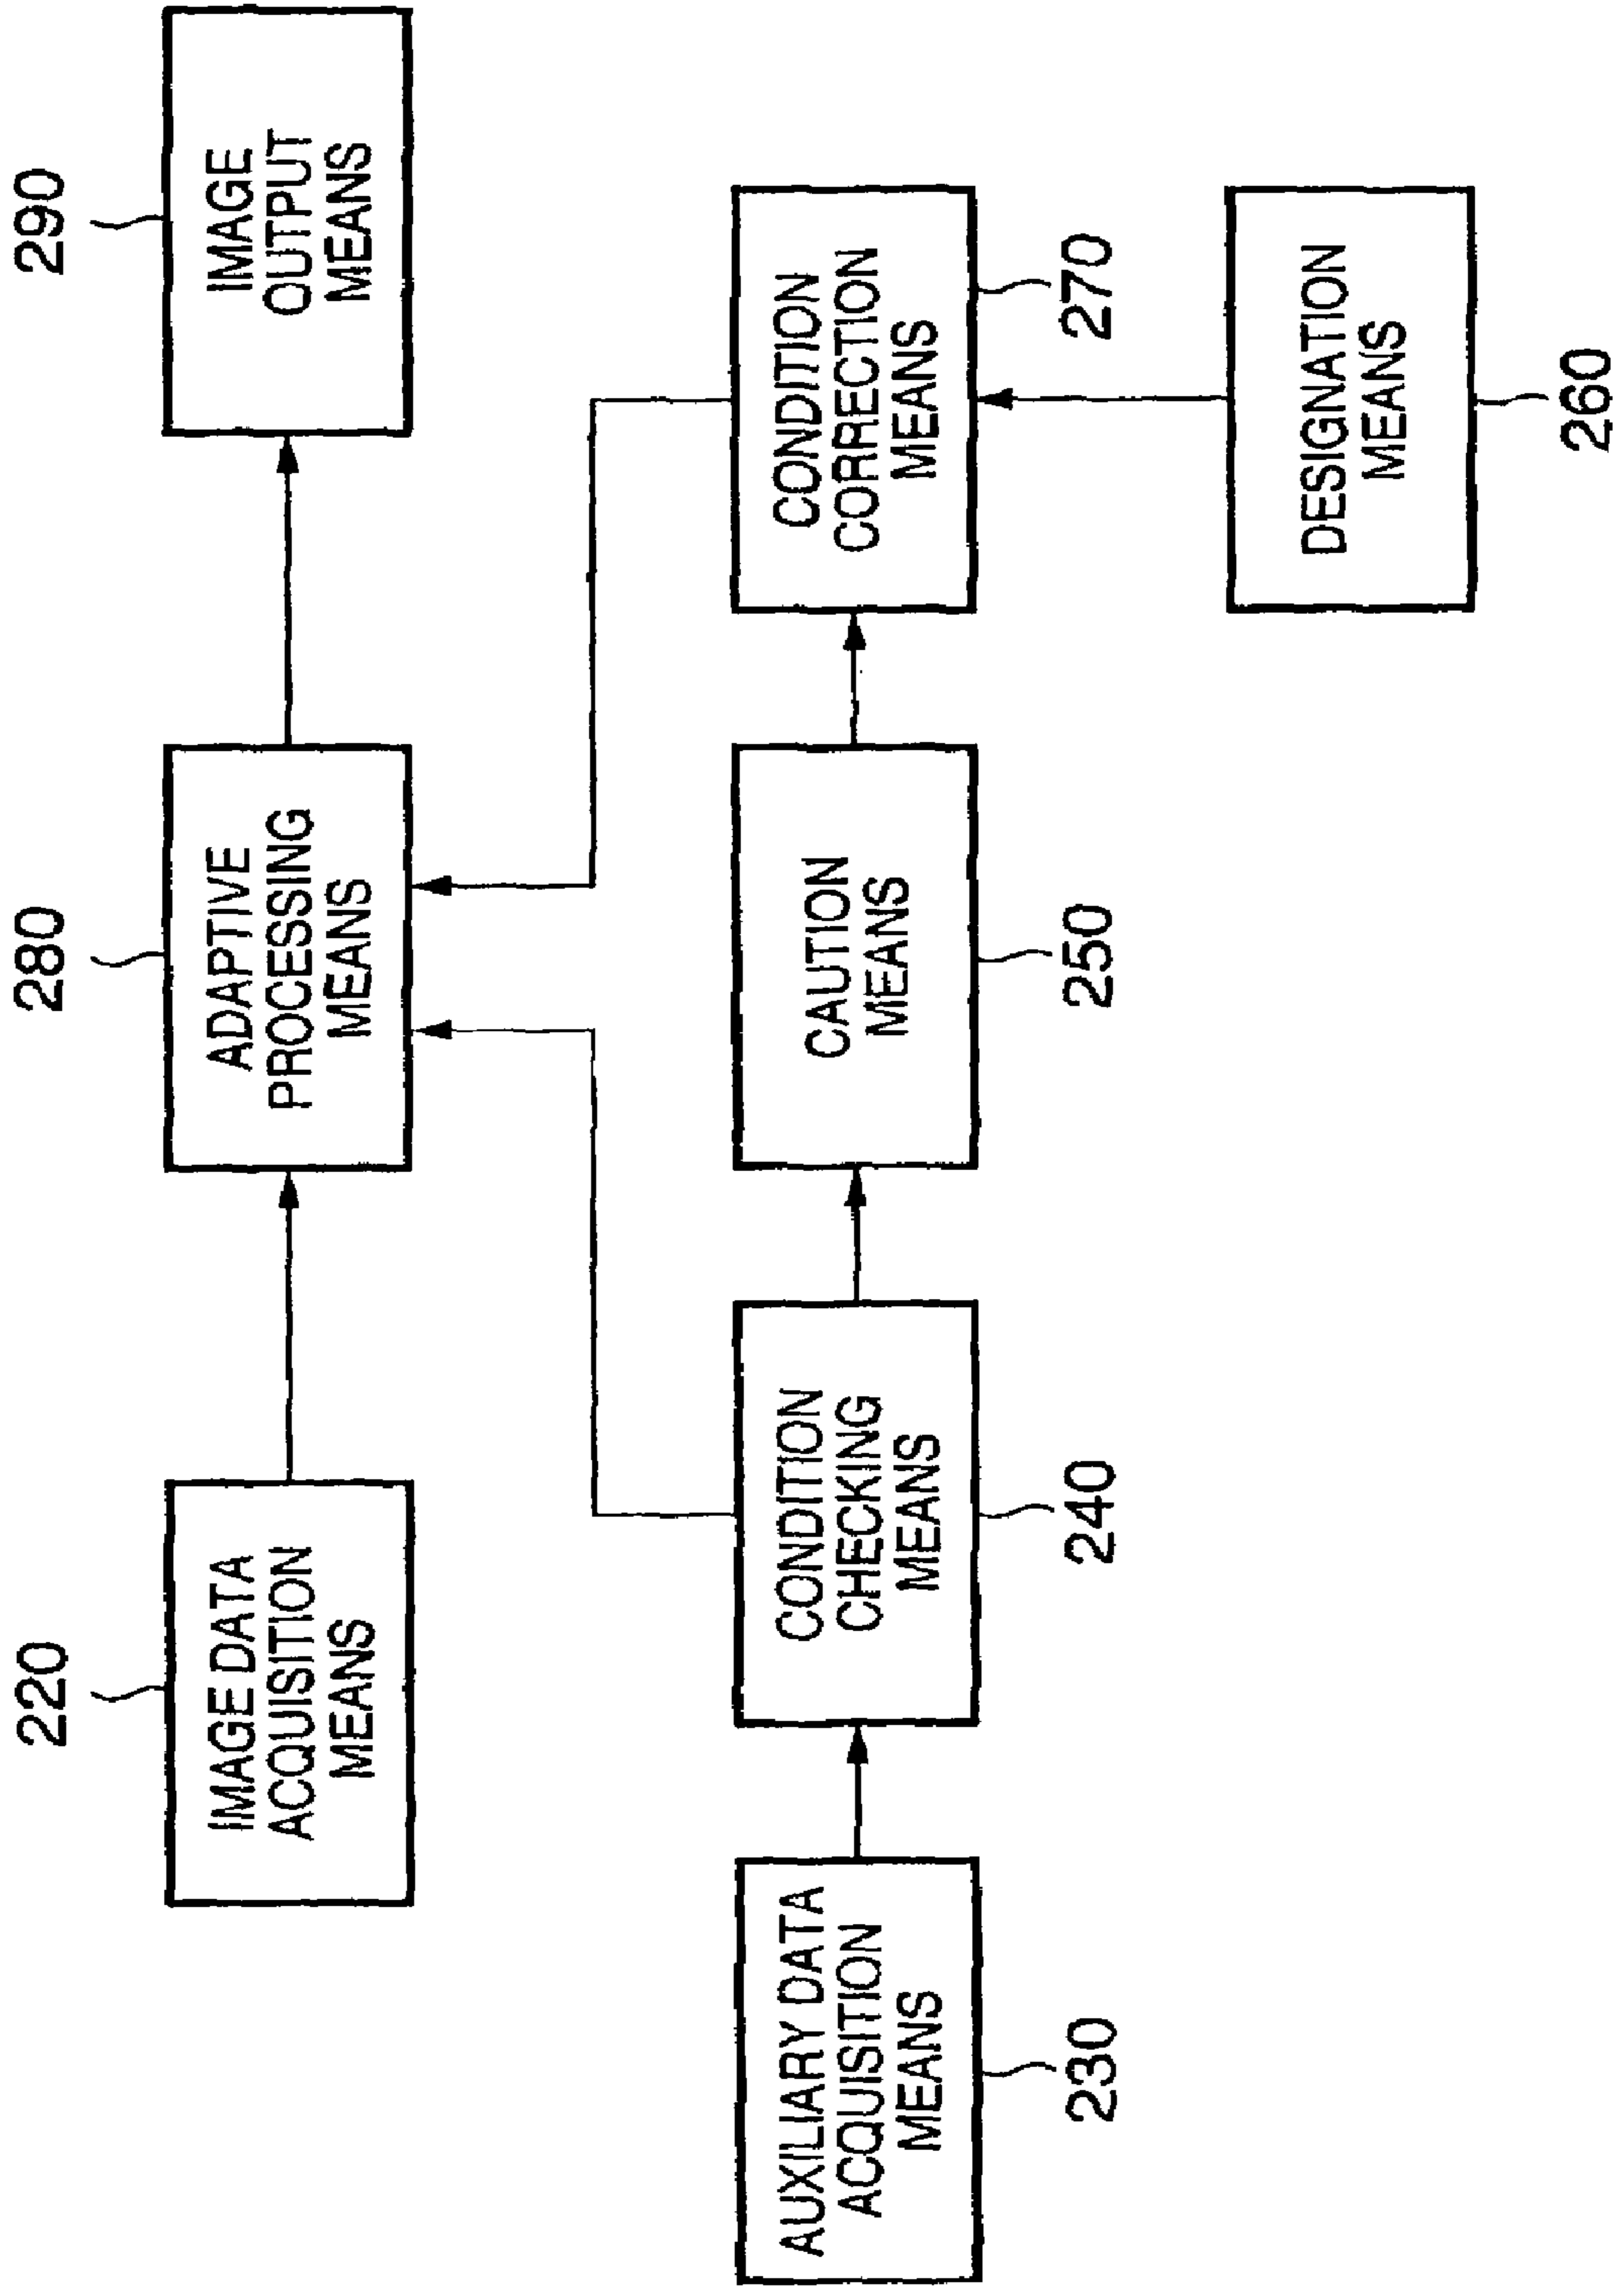 220
IMAGE DATA
ACQUISITION
MEANS
280
ADAPTIVE
PROCESSING
MEANS
290
IMAGE
OUTPUT
MEANS
AUXILIARY DATA
ACQUISITION
MEANS
230
CONDITION
CHECKING
MEANS
240
CAUTION
MEANS
250
CONDITION
CORRECTION
MEANS
270
DESIGNATION
MEANS
260